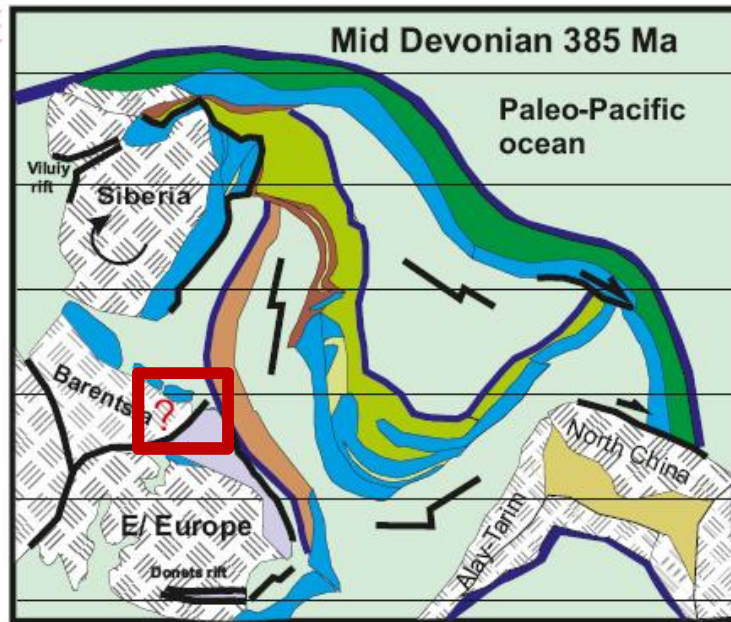 Mid Devonian 385 Ma
Paleo-Pacific
ocean
Viluiy
rift
Siberia
Barentsia
?
North China
E/ Europe
Alay-Tarim
Donets rift